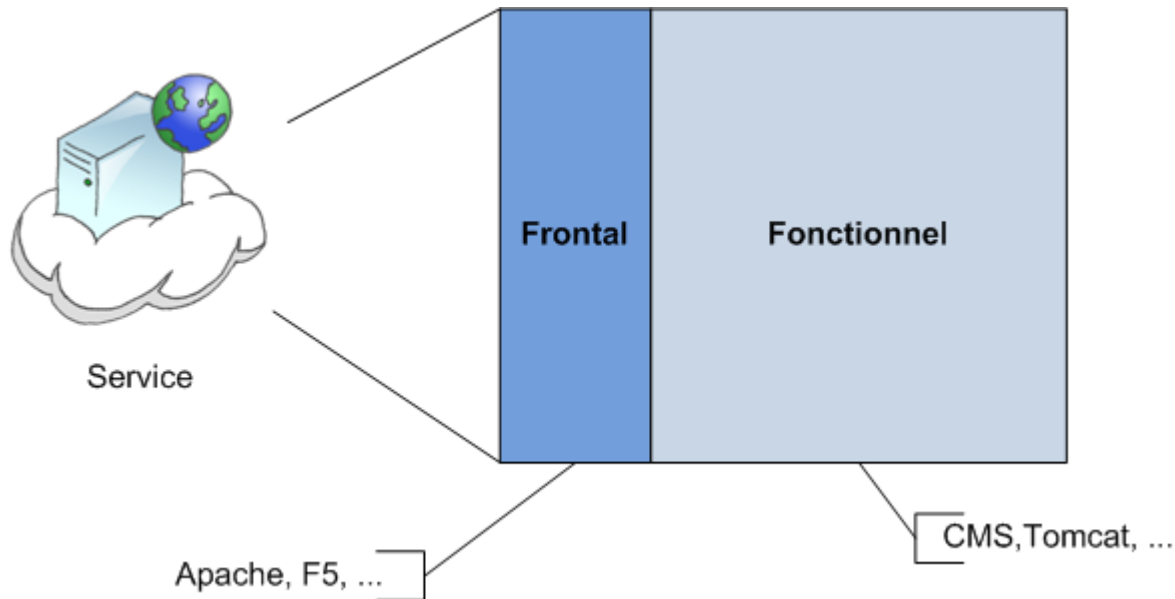 Frontal
Fonctionnel
Service
Apache, F5, ...
CMS,Tomcat, ...